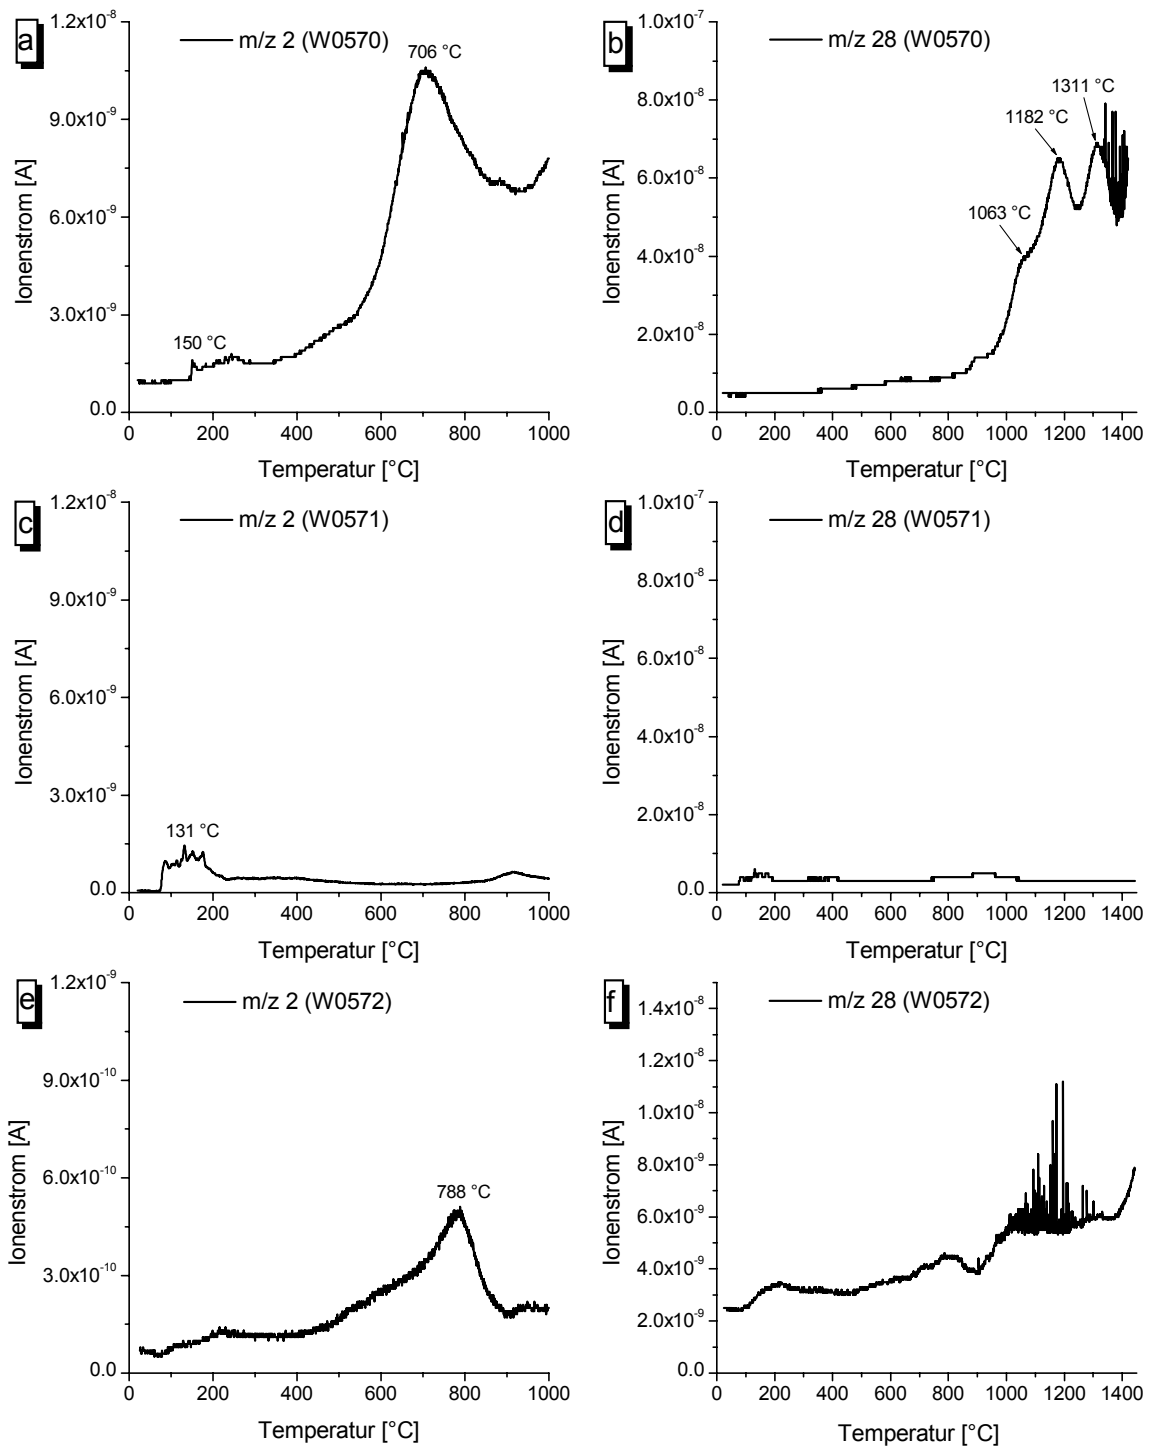 a
m/z 2 (W0570)
706 °C
150 °C
1.2x10⁻⁸
9.0x10⁻⁹
6.0x10⁻⁹
3.0x10⁻⁹
0.0
Ionenstrom [A]
0 200 400 600 800 1000
Temperatur [°C]
b
m/z 28 (W0570)
1311 °C
1182 °C
1063 °C
1.0x10⁻⁷
8.0x10⁻⁸
6.0x10⁻⁸
4.0x10⁻⁸
2.0x10⁻⁸
0.0
Ionenstrom [A]
0 200 400 600 800 1000 1200 1400
Temperatur [°C]
c
m/z 2 (W0571)
131 °C
1.2x10⁻⁸
9.0x10⁻⁹
6.0x10⁻⁹
3.0x10⁻⁹
0.0
Ionenstrom [A]
0 200 400 600 800 1000
Temperatur [°C]
d
m/z 28 (W0571)
1.0x10⁻⁷
8.0x10⁻⁸
6.0x10⁻⁸
4.0x10⁻⁸
2.0x10⁻⁸
0.0
Ionenstrom [A]
0 200 400 600 800 1000 1200 1400
Temperatur [°C]
e
m/z 2 (W0572)
788 °C
1.2x10⁻⁹
9.0x10⁻¹⁰
6.0x10⁻¹⁰
3.0x10⁻¹⁰
0.0
Ionenstrom [A]
0 200 400 600 800 1000
Temperatur [°C]
f
m/z 28 (W0572)
1.4x10⁻⁸
1.2x10⁻⁸
1.0x10⁻⁸
8.0x10⁻⁹
6.0x10⁻⁹
4.0x10⁻⁹
2.0x10⁻⁹
0.0
Ionenstrom [A]
0 200 400 600 800 1000 1200 1400
Temperatur [°C]